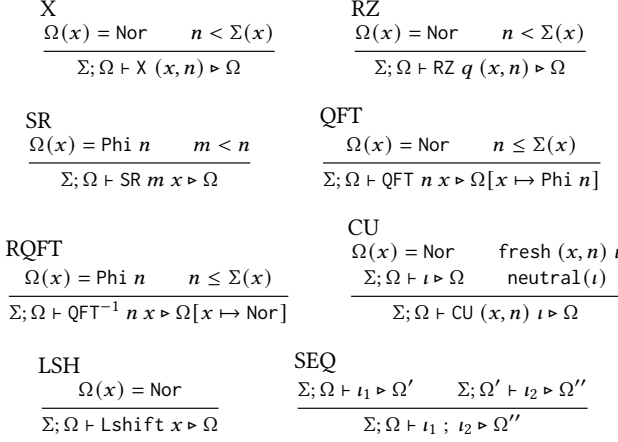 X
Ω(x) = Nor n < Σ(x)
Σ; Ω ⊢ X (x, n) ▹ Ω
RZ
Ω(x) = Nor n < Σ(x)
Σ; Ω ⊢ RZ q (x, n) ▹ Ω
SR
Ω(x) = Phi n m < n
Σ; Ω ⊢ SR m x ▹ Ω
QFT
Ω(x) = Nor n ≤ Σ(x)
Σ; Ω ⊢ QFT n x ▹ Ω[x ↦ Phi n]
RQFT
Ω(x) = Phi n n ≤ Σ(x)
Σ; Ω ⊢ QFT⁻¹ n x ▹ Ω[x ↦ Nor]
CU
Ω(x) = Nor fresh (x, n) ι
Σ; Ω ⊢ ι ▹ Ω neutral(ι)
Σ; Ω ⊢ CU (x, n) ι ▹ Ω
LSH
Ω(x) = Nor
Σ; Ω ⊢ Lshift x ▹ Ω
SEQ
Σ; Ω ⊢ ι₁ ▹ Ω′ Σ; Ω′ ⊢ ι₂ ▹ Ω″
Σ; Ω ⊢ ι₁ ; ι₂ ▹ Ω″